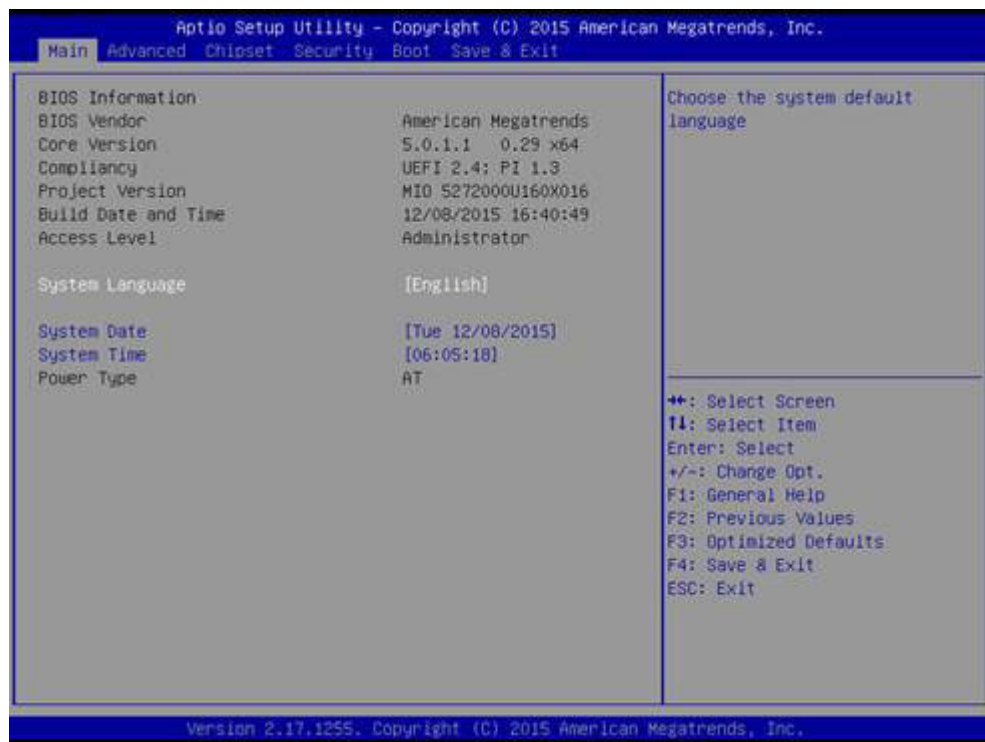 Aptio Setup Utility – Copyright (C) 2015 American Megatrends, Inc.
Main Advanced Chipset Security Boot Save & Exit
BIOS Information
BIOS Vendor American Megatrends
Core Version 5.0.1.1 0.29 x64
Compliancy UEFI 2.4; PI 1.3
Project Version MIO 5272000U160X016
Build Date and Time 12/08/2015 16:40:49
Access Level Administrator
System Language [English]
System Date [Tue 12/08/2015]
System Time [06:05:18]
Power Type AT
Choose the system default
language
→←: Select Screen
↑↓: Select Item
Enter: Select
+/-: Change Opt.
F1: General Help
F2: Previous Values
F3: Optimized Defaults
F4: Save & Exit
ESC: Exit
Version 2.17.1255. Copyright (C) 2015 American Megatrends, Inc.